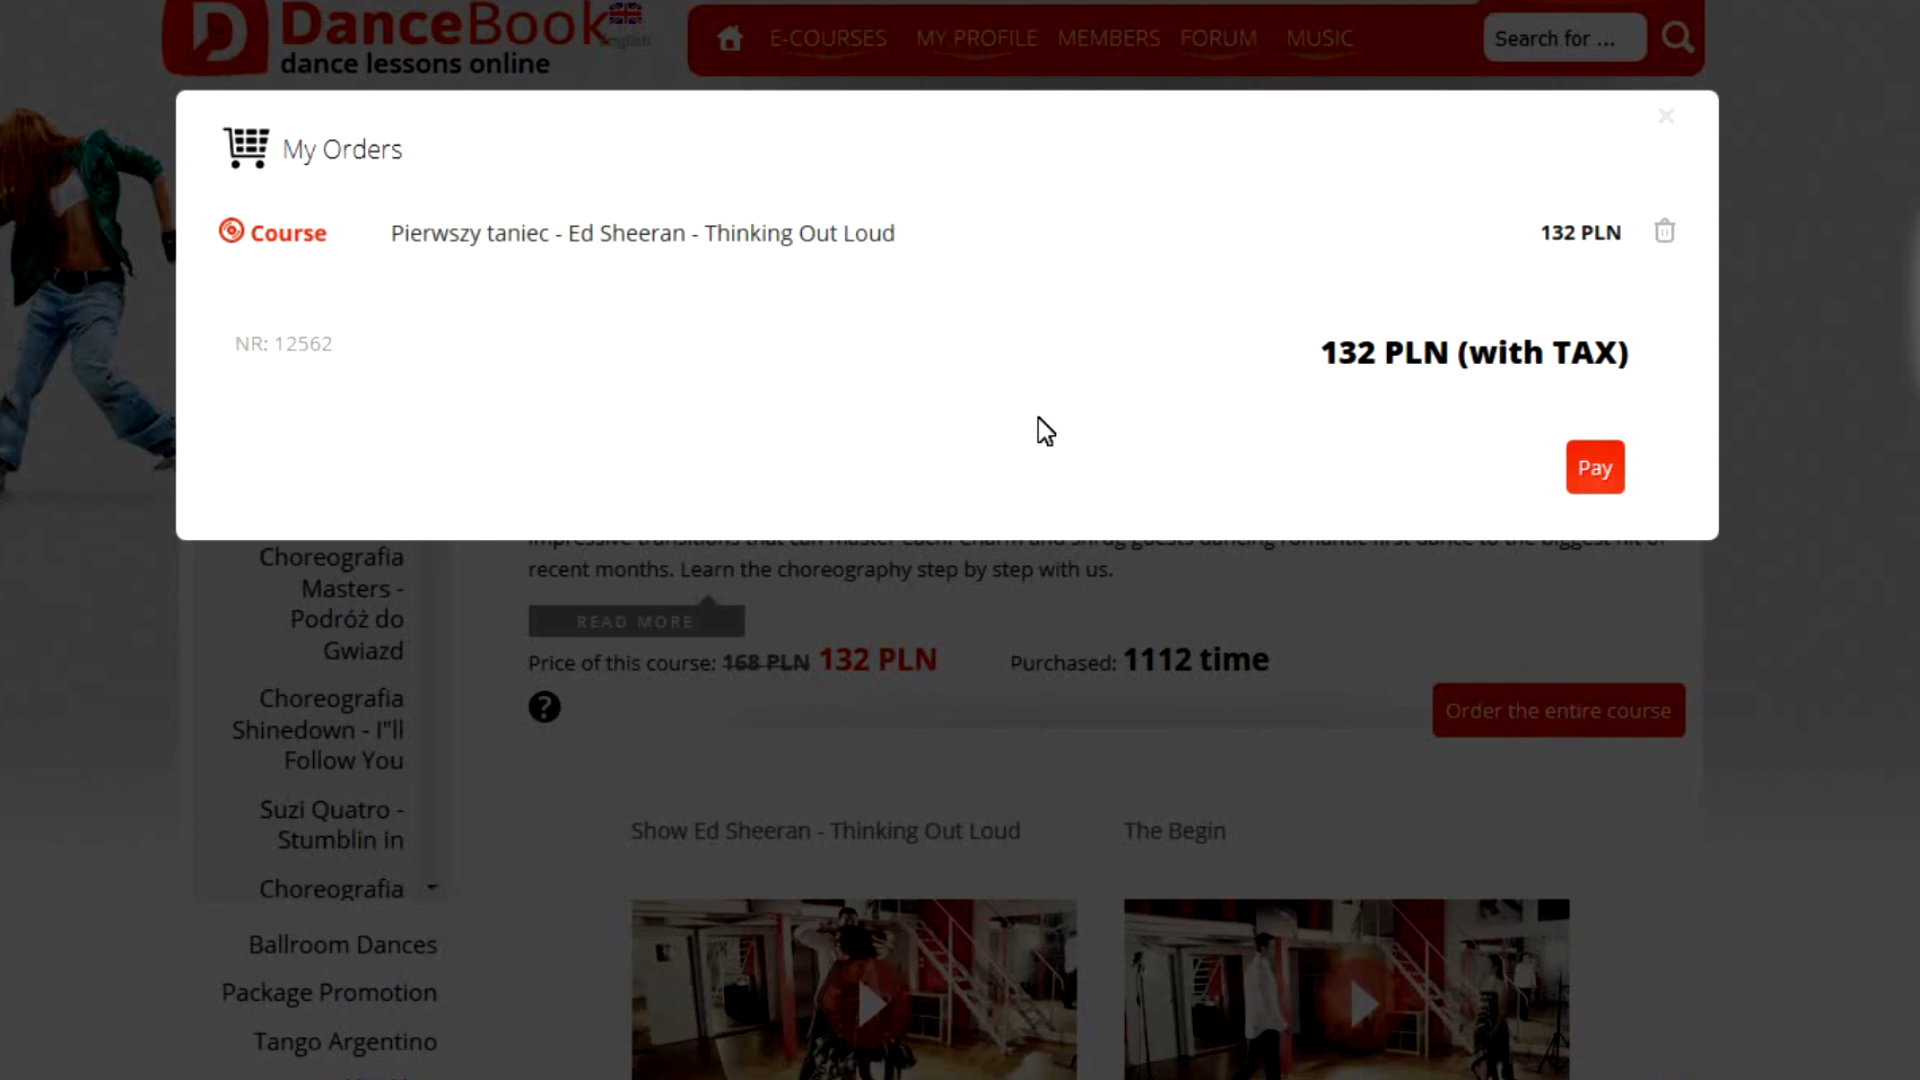 DanceBook
dance lessons online
English
E-COURSES
MY PROFILE
MEMBERS
FORUM
MUSIC
Search for ...
My Orders
Course
Pierwszy taniec - Ed Sheeran - Thinking Out Loud
132 PLN
NR: 12562
132 PLN (with TAX)
Pay
Choreografia
Masters -
Podróż do
Gwiazd
Choreografia
Shinedown - I"ll
Follow You
Suzi Quatro -
Stumblin in
Choreografia
Ballroom Dances
Package Promotion
Tango Argentino
recent months. Learn the choreography step by step with us.
READ MORE
Price of this course: 168 PLN 132 PLN
Purchased: 1112 time
?
Order the entire course
Show Ed Sheeran - Thinking Out Loud
The Begin